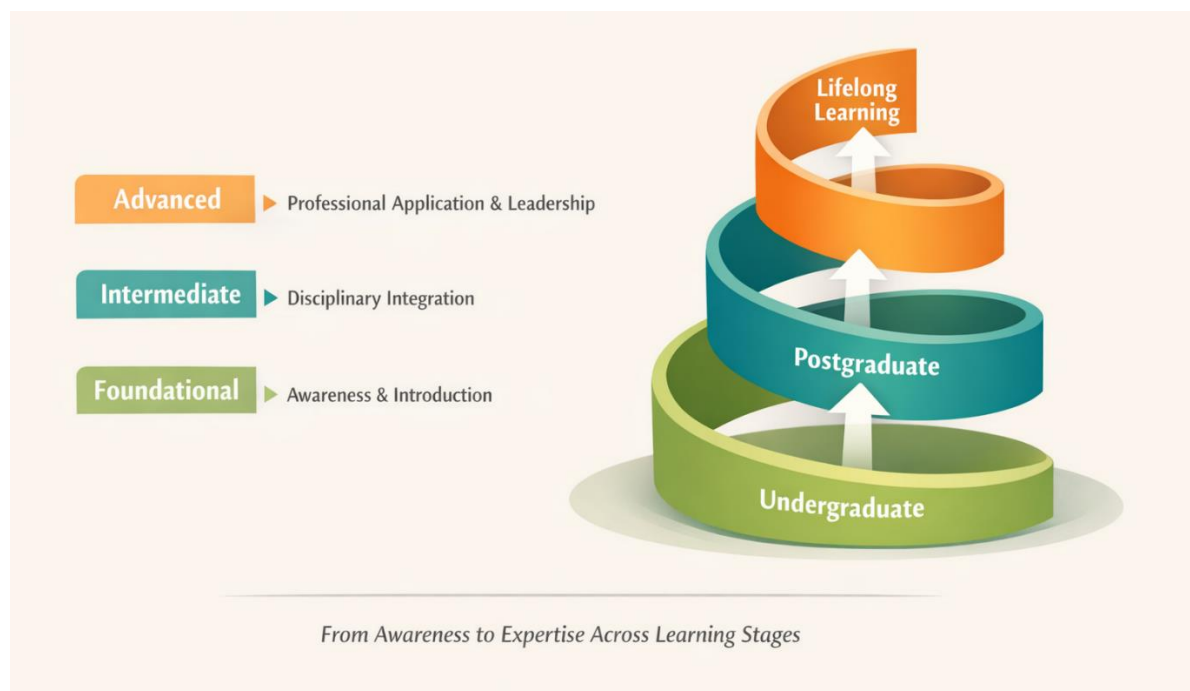 Advanced
Professional Application & Leadership
Intermediate
Disciplinary Integration
Foundational
Awareness & Introduction
Lifelong
Learning
Postgraduate
Undergraduate
From Awareness to Expertise Across Learning Stages